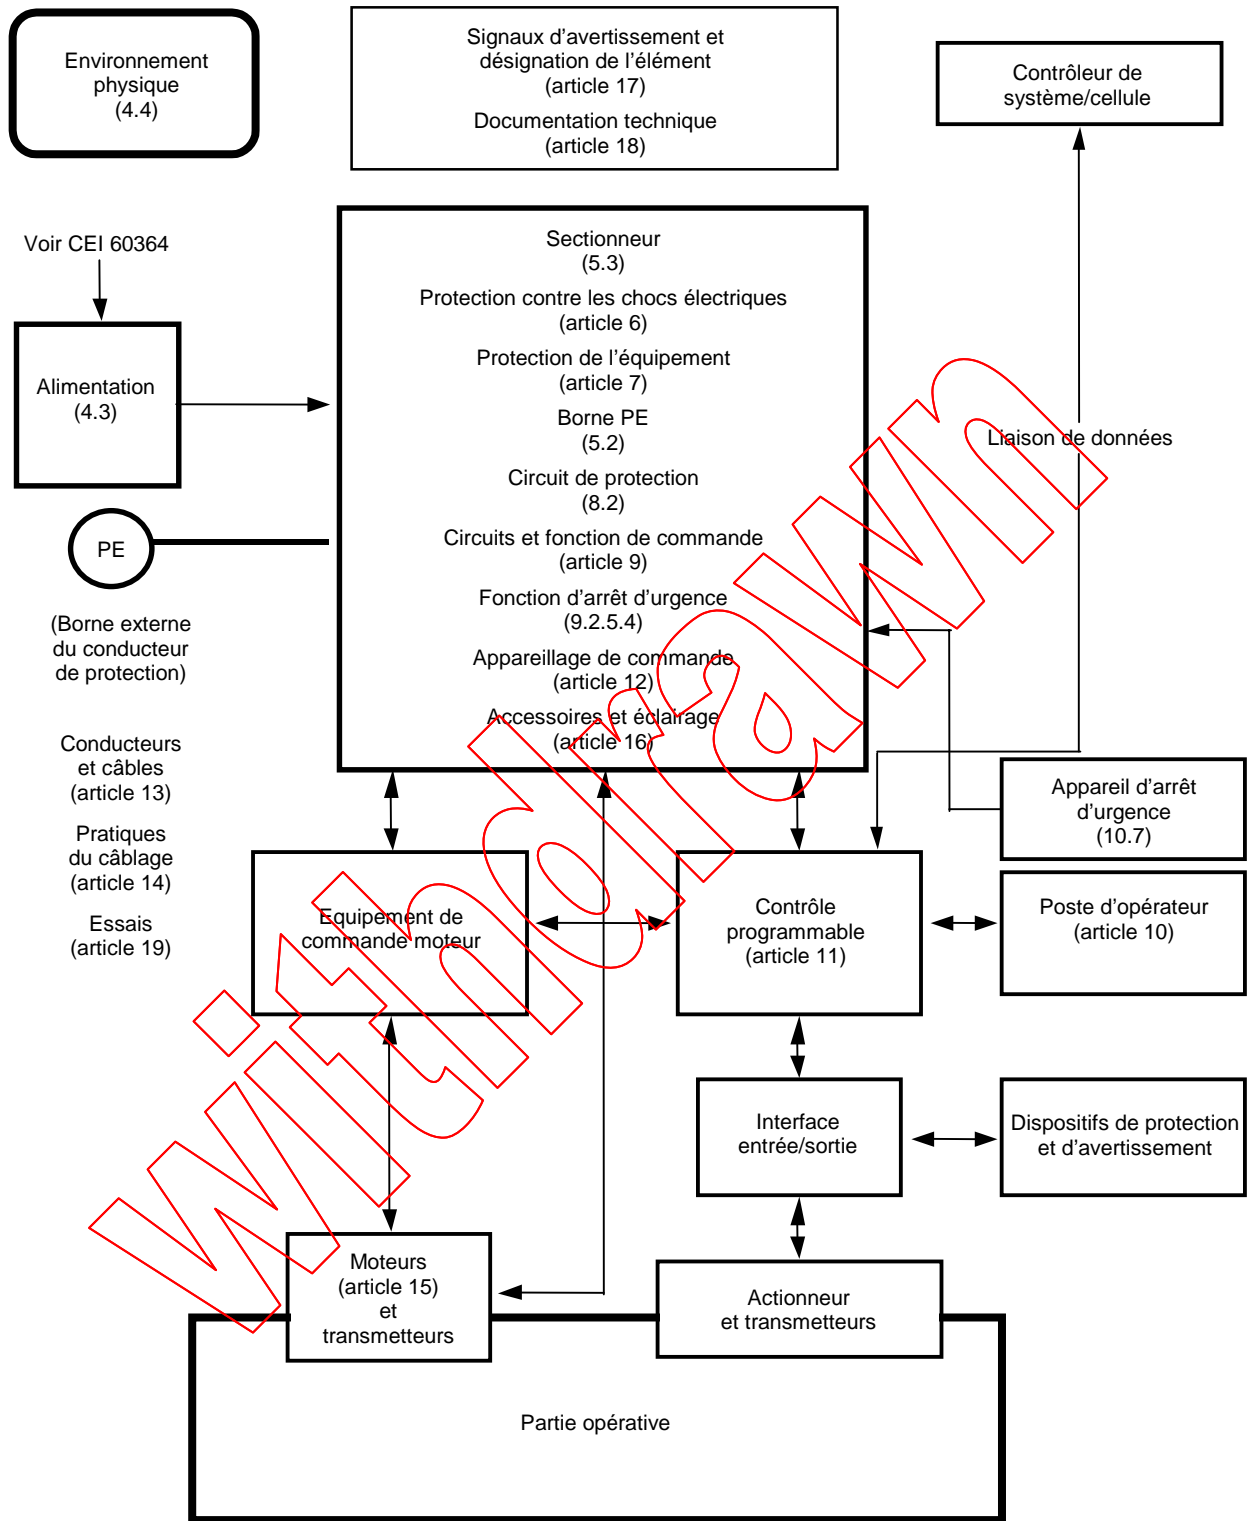 Environnement
physique
(4.4)
Signaux d'avertissement et
désignation de l'élément
(article 17)
Documentation technique
(article 18)
Contrôleur de
système/cellule
Voir CEI 60364
Alimentation
(4.3)
PE
(Borne externe
du conducteur
de protection)
Conducteurs
et câbles
(article 13)
Pratiques
du câblage
(article 14)
Essais
(article 19)
Sectionneur
(5.3)
Protection contre les chocs électriques
(article 6)
Protection de l'équipement
(article 7)
Borne PE
(5.2)
Circuit de protection
(8.2)
Circuits et fonction de commande
(article 9)
Fonction d'arrêt d'urgence
(9.2.5.4)
Appareillage de commande
(article 12)
Accessoires et éclairage
(article 16)
Liaison de données
Appareil d'arrêt
d'urgence
(10.7)
Equipement de
commande moteur
Contrôle
programmable
(article 11)
Poste d'opérateur
(article 10)
Interface
entrée/sortie
Dispositifs de protection
et d'avertissement
Moteurs
(article 15)
et
transmetteurs
Actionneur
et transmetteurs
Partie opérative
Withdrawn